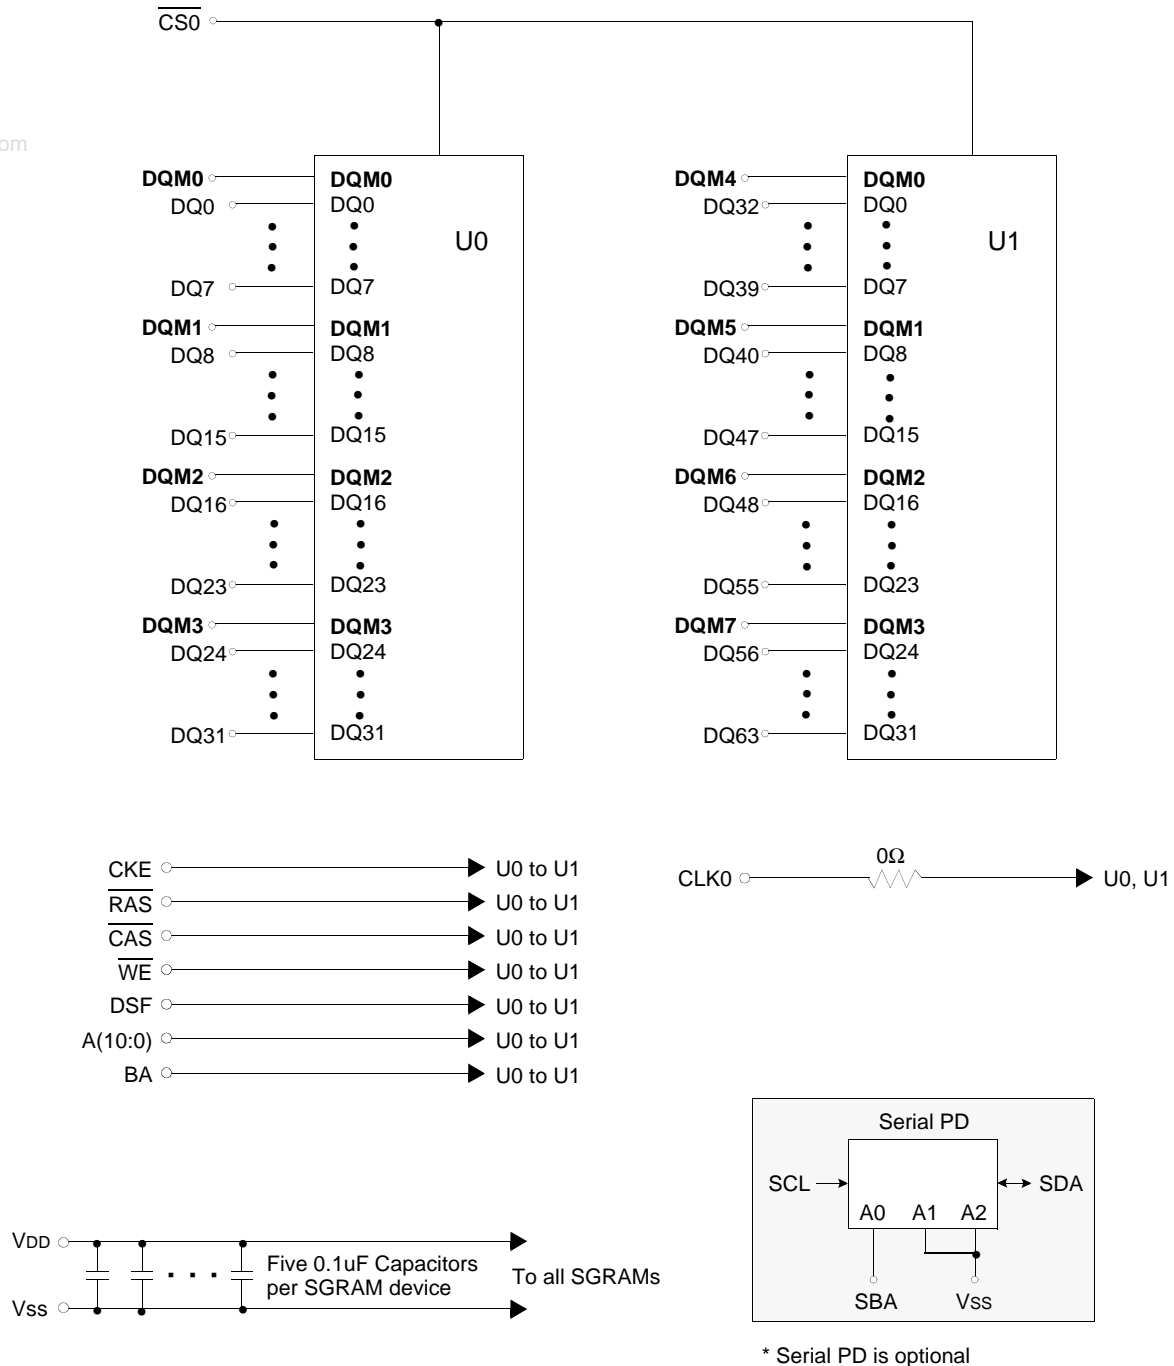 CS0
om
DQM0 DQM0 DQM4 DQM0
DQ0 DQ0 DQ32 DQ0
U0 U1
DQ7 DQ7 DQ39 DQ7
DQM1 DQM1 DQM5 DQM1
DQ8 DQ8 DQ40 DQ8
DQ15 DQ15 DQ47 DQ15
DQM2 DQM2 DQM6 DQM2
DQ16 DQ16 DQ48 DQ16
DQ23 DQ23 DQ55 DQ23
DQM3 DQM3 DQM7 DQM3
DQ24 DQ24 DQ56 DQ24
DQ31 DQ31 DQ63 DQ31
CKE U0 to U1
RAS U0 to U1
CAS U0 to U1
WE U0 to U1
DSF U0 to U1
A(10:0) U0 to U1
BA U0 to U1
0Ω
CLK0 U0, U1
Serial PD
SCL SDA
A0 A1 A2
SBA Vss
VDD
Vss
Five 0.1uF Capacitors
per SGRAM device
To all SGRAMs
* Serial PD is optional